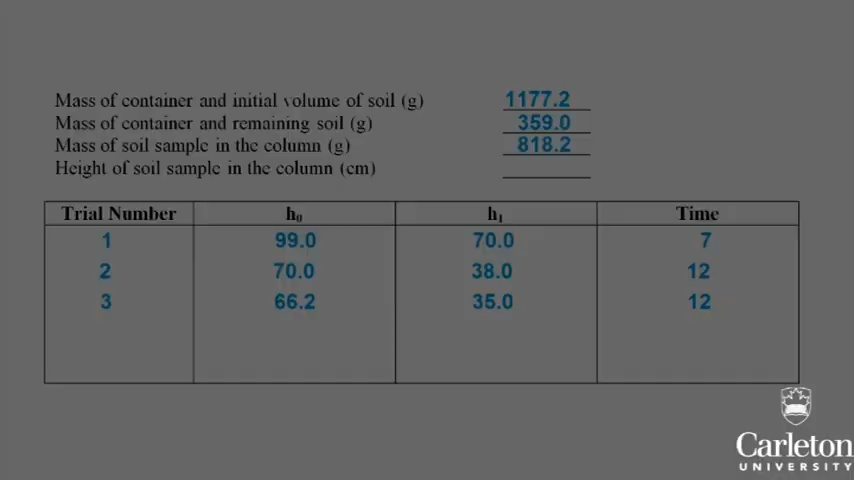 Mass of container and initial volume of soil (g) 1177.2
Mass of container and remaining soil (g) 359.0
Mass of soil sample in the column (g) 818.2
Height of soil sample in the column (cm)
Trial Number h₀ h₁ Time
1 99.0 70.0 7
2 70.0 38.0 12
3 66.2 35.0 12
Carleton
UNIVERSITY